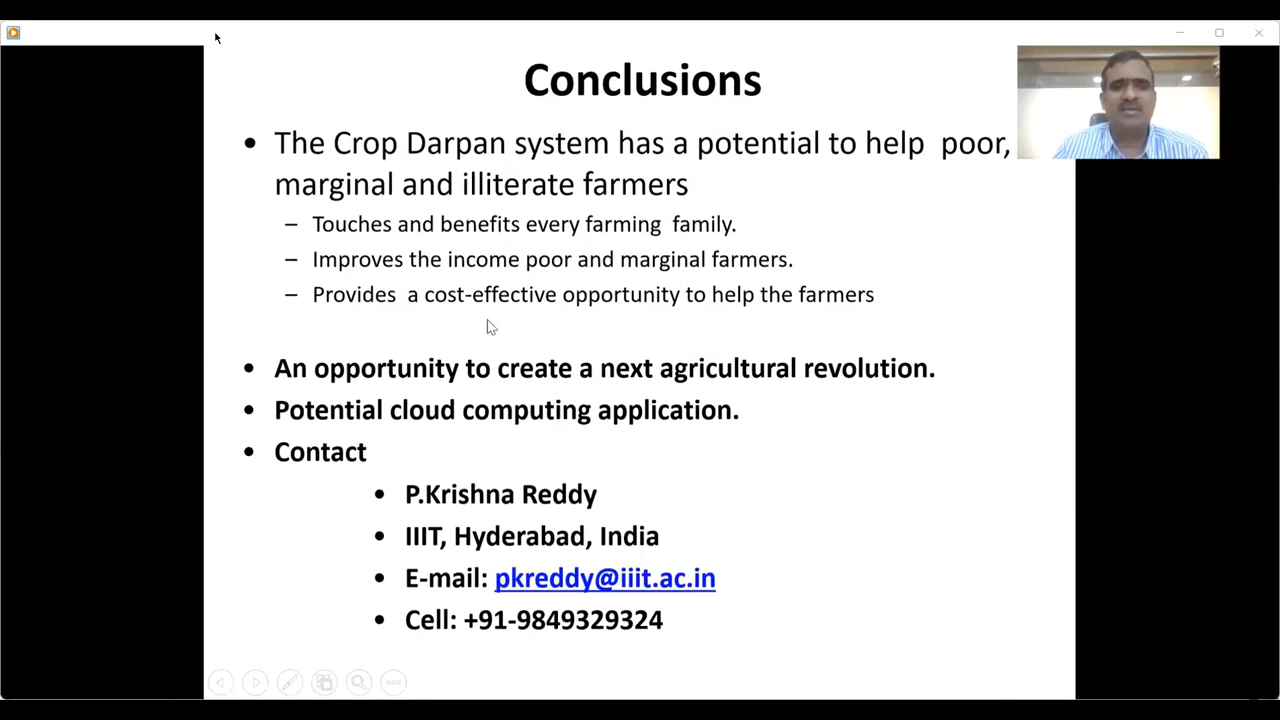 Conclusions
• The Crop Darpan system has a potential to help poor,
marginal and illiterate farmers
– Touches and benefits every farming family.
– Improves the income poor and marginal farmers.
– Provides a cost-effective opportunity to help the farmers
• An opportunity to create a next agricultural revolution.
• Potential cloud computing application.
• Contact
• P.Krishna Reddy
• IIIT, Hyderabad, India
• E-mail: pkreddy@iiit.ac.in
• Cell: +91-9849329324